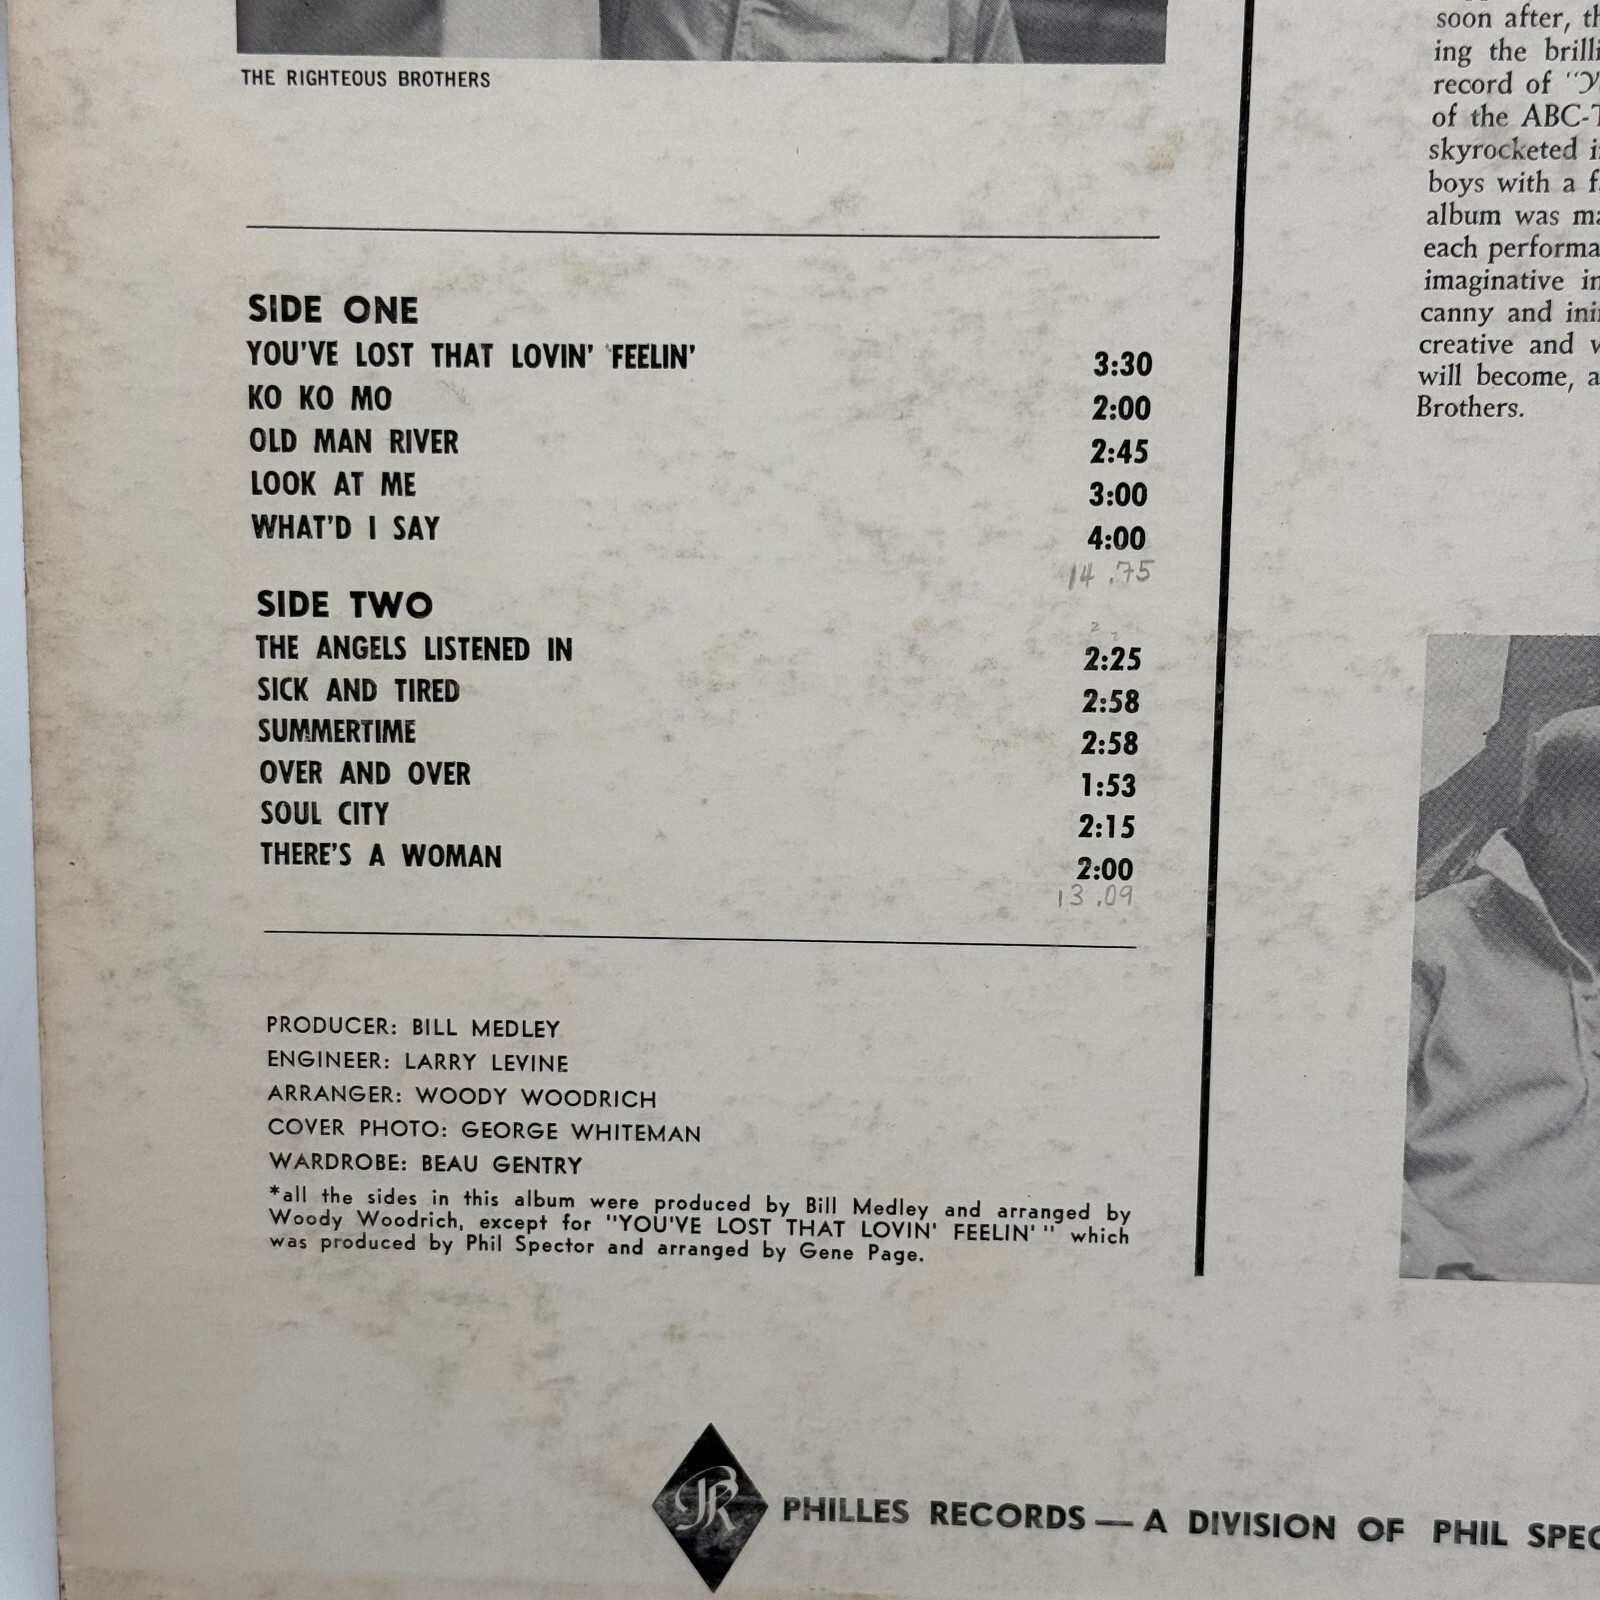 THE RIGHTEOUS BROTHERS
SIDE ONE
YOU'VE LOST THAT LOVIN' FEELIN' 3:30
KO KO MO 2:00
OLD MAN RIVER 2:45
LOOK AT ME 3:00
WHAT'D I SAY 4:00
14.75
SIDE TWO
THE ANGELS LISTENED IN 2:25
SICK AND TIRED 2:58
SUMMERTIME 2:58
OVER AND OVER 1:53
SOUL CITY 2:15
THERE'S A WOMAN 2:00
13.09
PRODUCER: BILL MEDLEY
ENGINEER: LARRY LEVINE
ARRANGER: WOODY WOODRICH
COVER PHOTO: GEORGE WHITEMAN
WARDROBE: BEAU GENTRY
*all the sides in this album were produced by Bill Medley and arranged by
Woody Woodrich, except for "YOU'VE LOST THAT LOVIN' FEELIN' " which
was produced by Phil Spector and arranged by Gene Page.
PHILLES RECORDS — A DIVISION OF PHIL
soon after,
ing the
record of
of the
skyrocketed
boys with a
album was
each
imaginative
canny and
creative and
will become,
Brothers.